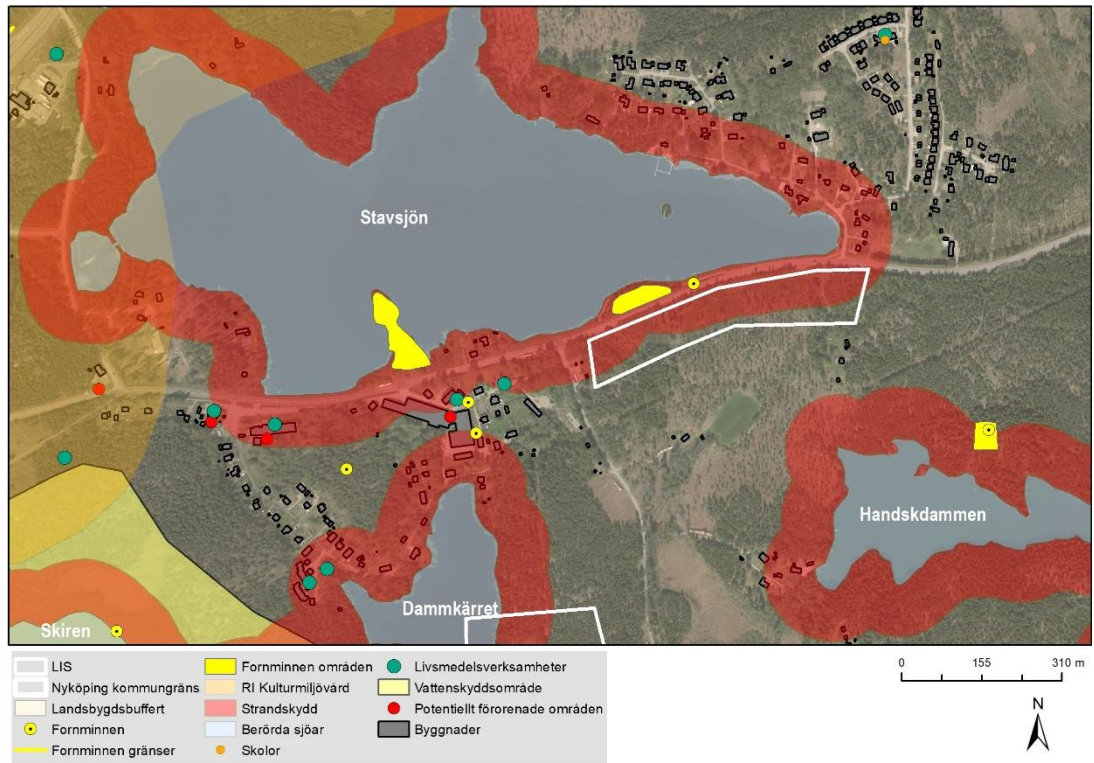 Stavsjön
Handskdammen
Dammkärret
Skiren
LIS
Nyköping kommungräns
Landsbygdsbuffert
Fornminnen
Fornminnen gränser
Fornminnen områden
RI Kulturmiljövård
Strandskydd
Berörda sjöar
Skolor
Livsmedelsverksamheter
Vattenskyddsområde
Potentiellt förorenade områden
Byggnader
0 155 310 m
N